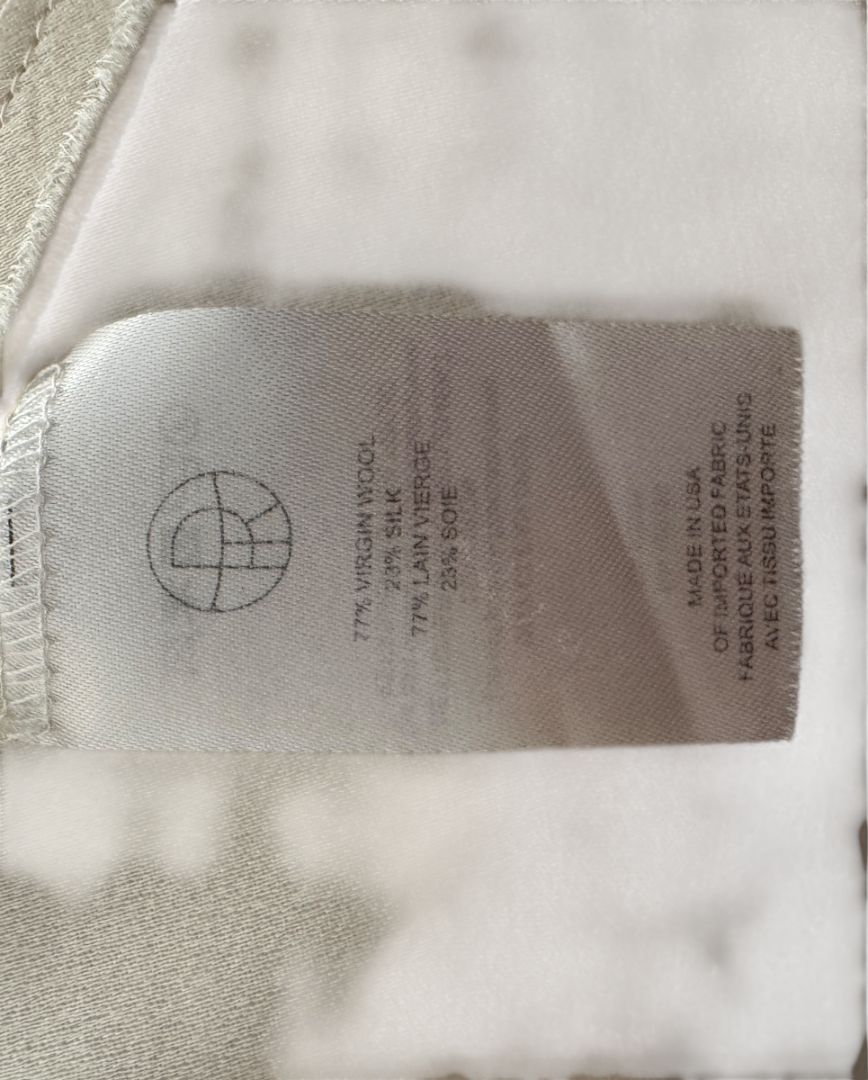 77% VIRGIN WOOL
23% SILK
77% LAIN VIERGE
23% SOIE
MADE IN USA
OF IMPORTED FABRIC
FABRIQUE AUX ETATS-UNIS
AVEC TISSU IMPORTE